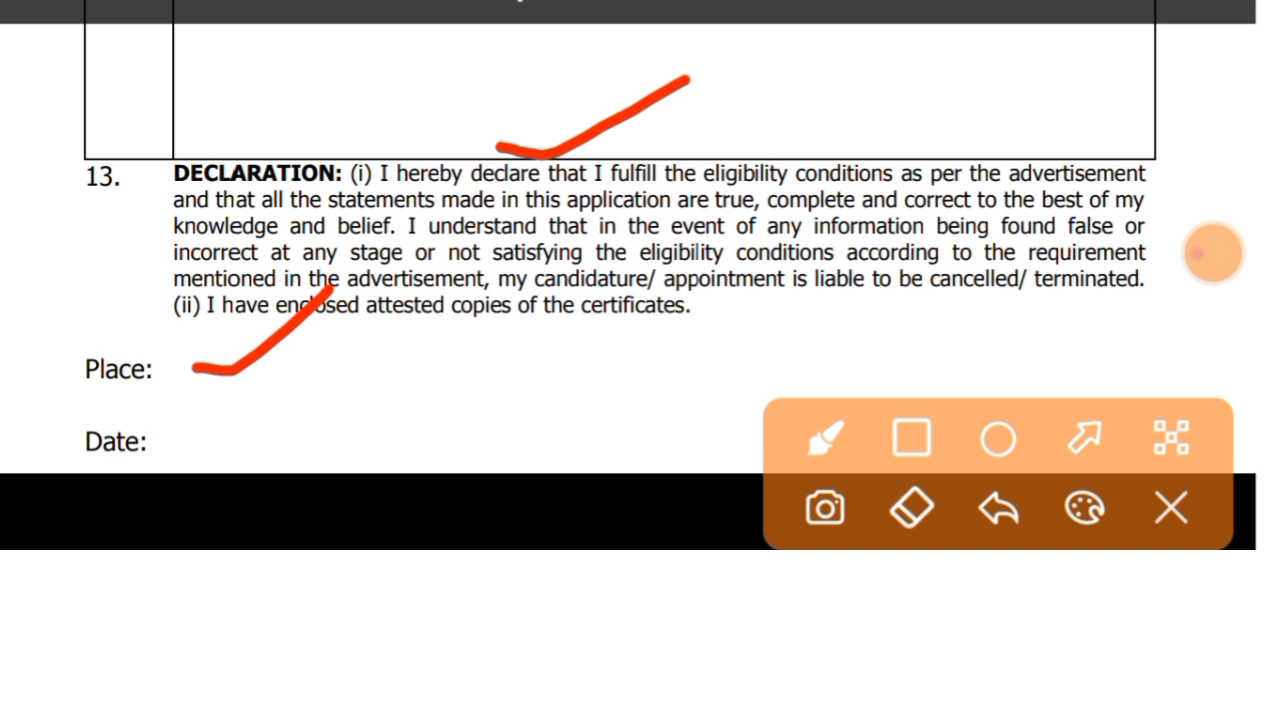 13. DECLARATION: (i) I hereby declare that I fulfill the eligibility conditions as per the advertisement
and that all the statements made in this application are true, complete and correct to the best of my
knowledge and belief. I understand that in the event of any information being found false or
incorrect at any stage or not satisfying the eligibility conditions according to the requirement
mentioned in the advertisement, my candidature/ appointment is liable to be cancelled/ terminated.
(ii) I have enclosed attested copies of the certificates.
Place:
Date: